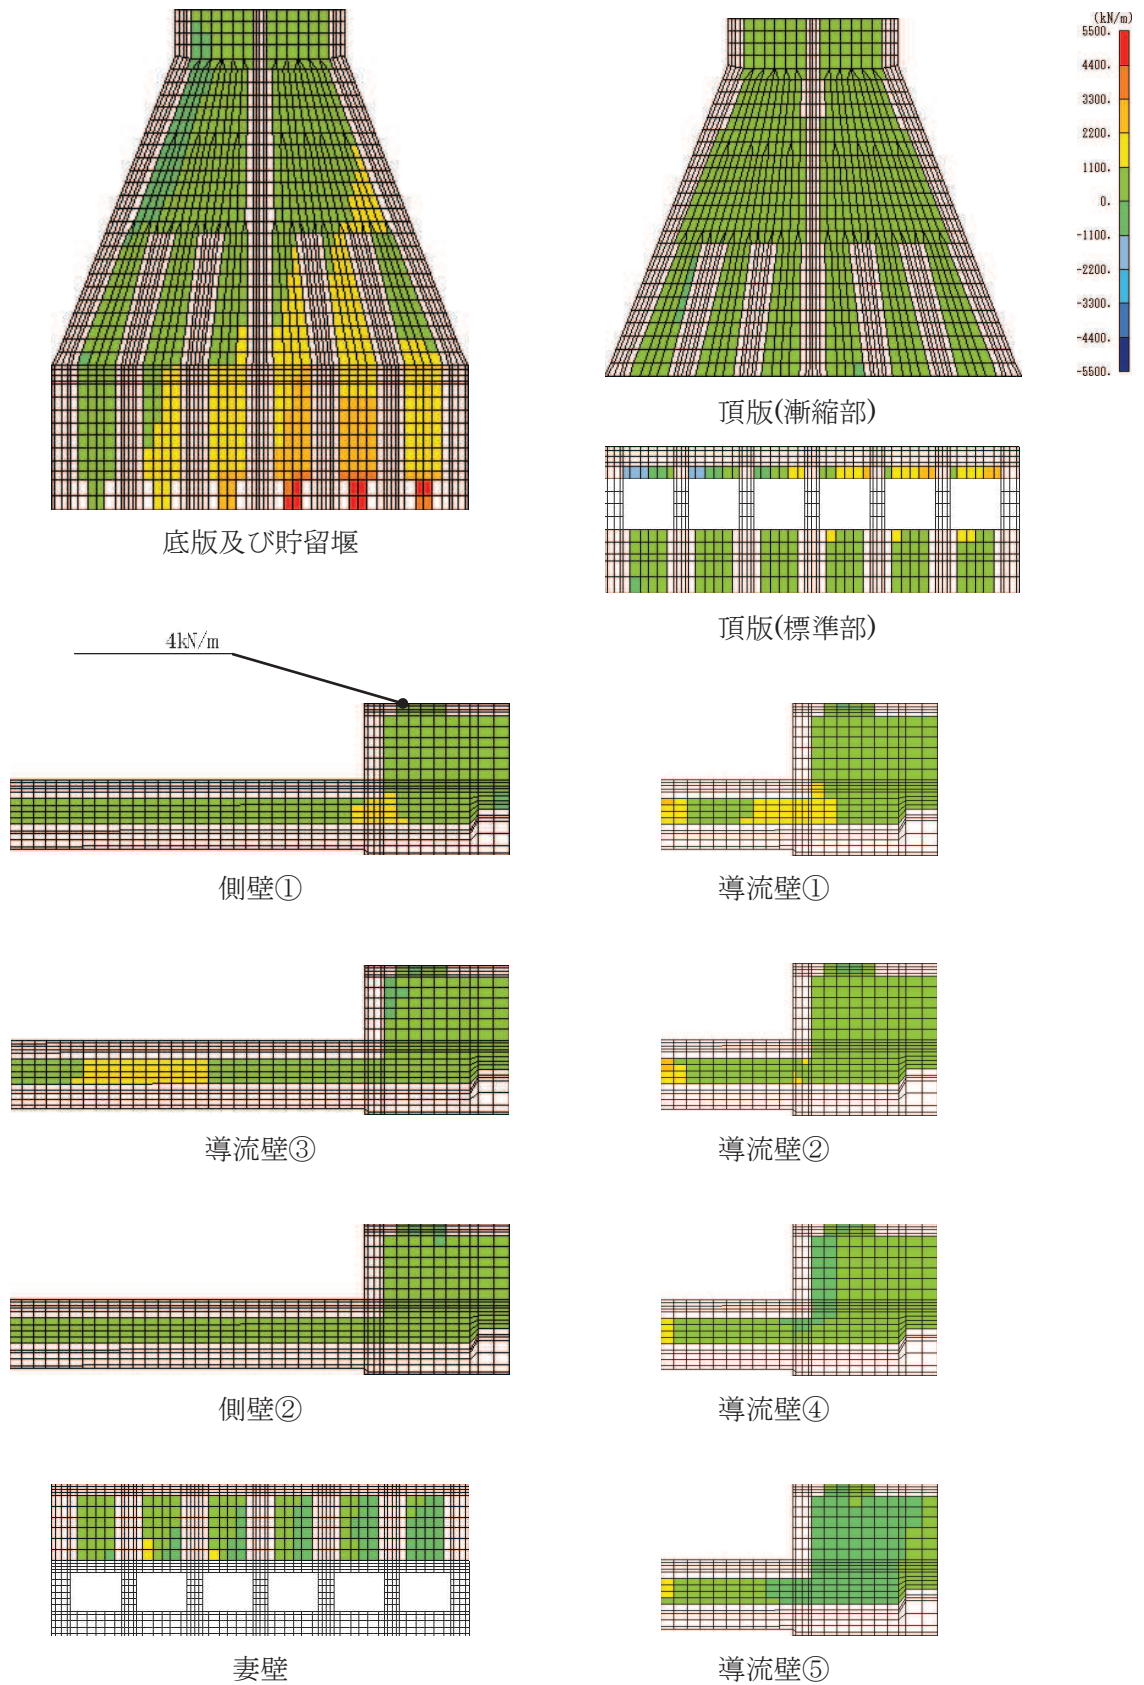 (kN/m)
5500.
4400.
3300.
2200.
1100.
0.
-1100.
-2200.
-3300.
-4400.
-5500.
底版及び貯留堰
頂版(漸縮部)
頂版(標準部)
4kN/m
側壁①
導流壁①
導流壁③
導流壁②
側壁②
導流壁④
妻壁
導流壁⑤